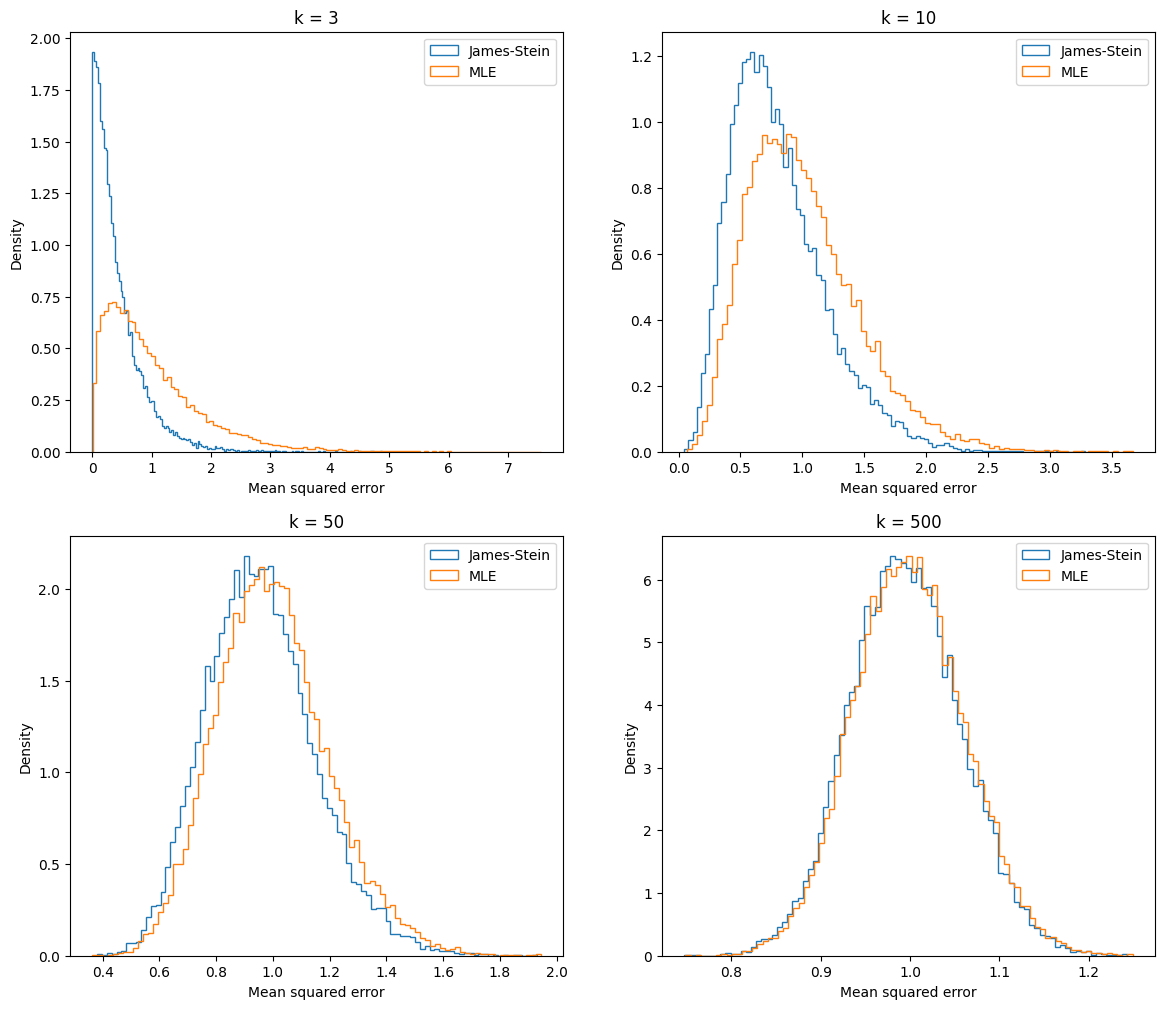 k = 3
James-Stein
MLE
Density
2.00
1.75
1.50
1.25
1.00
0.75
0.50
0.25
0.00
0 1 2 3 4 5 6 7
Mean squared error
k = 10
James-Stein
MLE
Density
1.2
1.0
0.8
0.6
0.4
0.2
0.0
0.0 0.5 1.0 1.5 2.0 2.5 3.0 3.5
Mean squared error
k = 50
James-Stein
MLE
Density
2.0
1.5
1.0
0.5
0.0
0.4 0.6 0.8 1.0 1.2 1.4 1.6 1.8 2.0
Mean squared error
k = 500
James-Stein
MLE
Density
6
5
4
3
2
1
0
0.8 0.9 1.0 1.1 1.2
Mean squared error